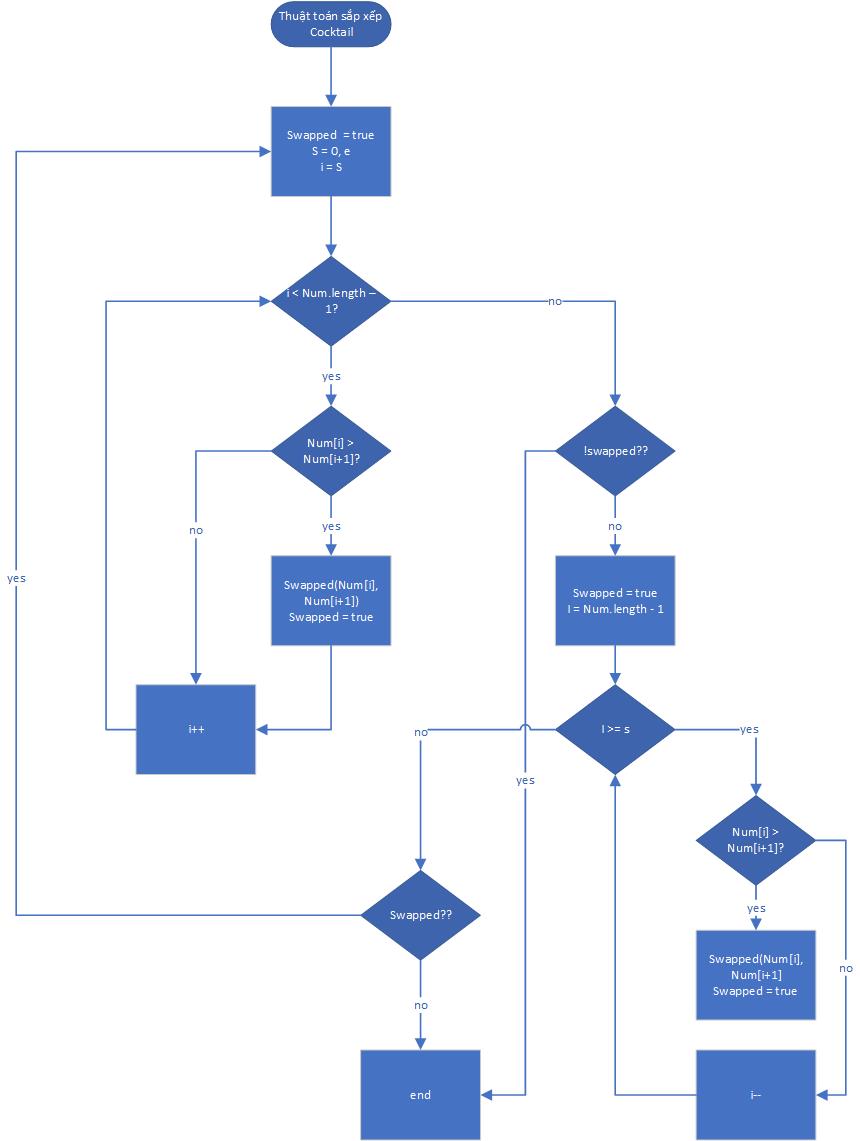 Thuật toán sắp xếp
Cocktail
Swapped = true
S = 0, e
i = S
i < Num.length –
1?
no
yes
Num[i] >
Num[i+1]?
!swapped??
no
yes
no
Swapped(Num[i],
Num[i+1])
Swapped = true
Swapped = true
I = Num.length - 1
yes
i++
I >= s
no
yes
yes
Num[i] >
Num[i+1]?
Swapped??
yes
Swapped(Num[i],
Num[i+1]
Swapped = true
no
no
end
i--